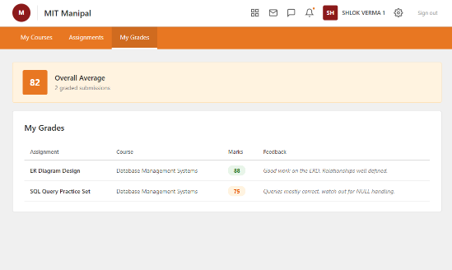 M
MIT Manipal
SH
SHLOK VERMA 1
Sign out
My Courses
Assignments
My Grades
82
Overall Average
2 graded submissions
My Grades
Assignment Course Marks Feedback
ER Diagram Design Database Management Systems 88 Good work on the ERD. Relationships well defined.
SQL Query Practice Set Database Management Systems 75 Queries mostly correct, watch out for NULL handling.